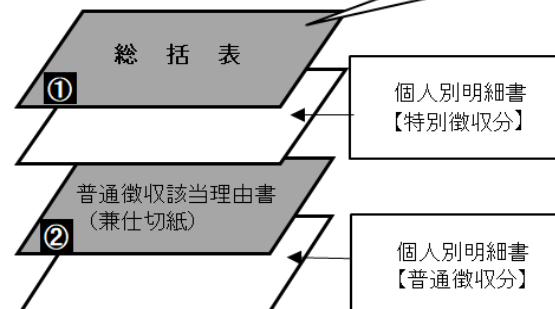 総括表
①
個人別明細書
【特別徴収分】
普通徴収該当理由書
（兼仕切紙）
②
個人別明細書
【普通徴収分】